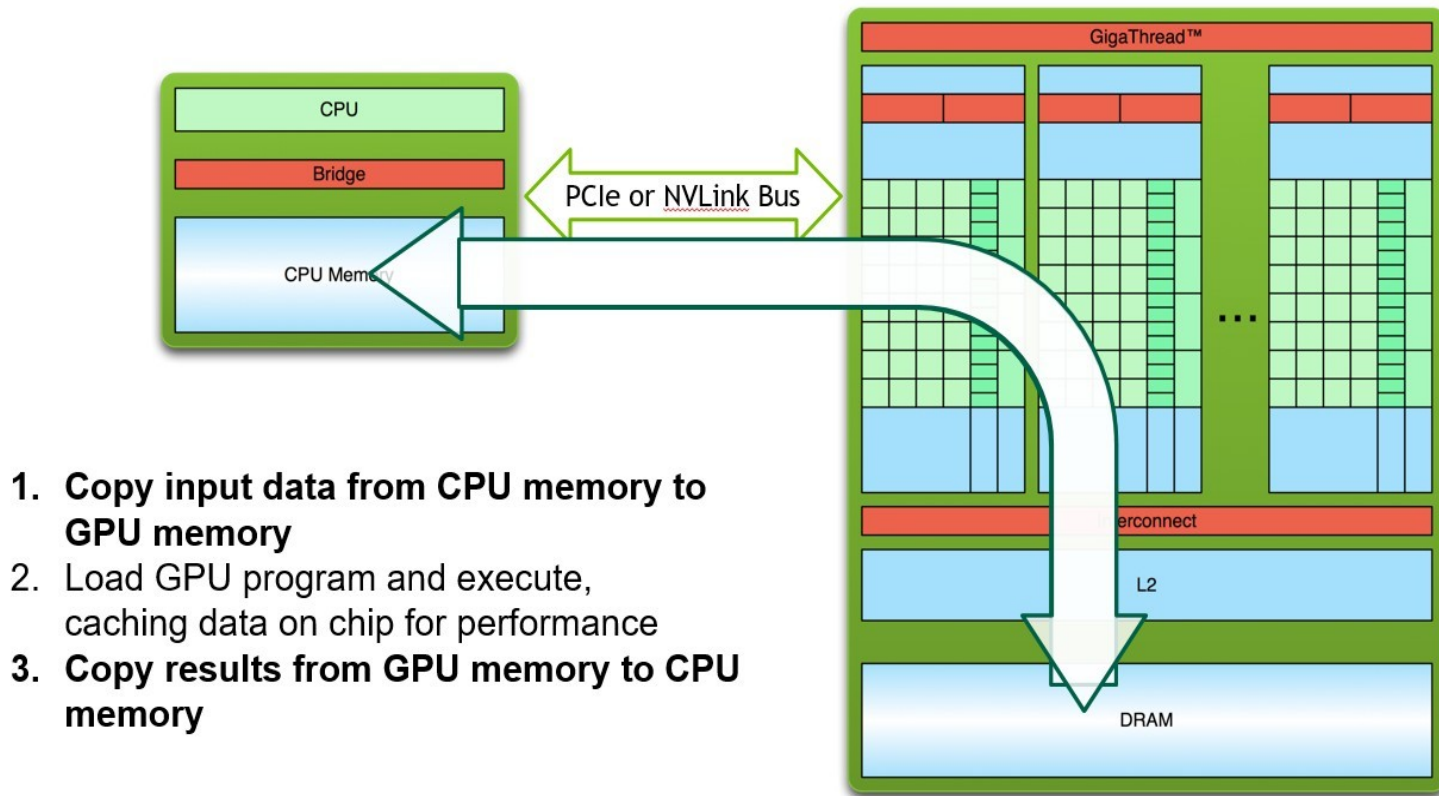 GigaThread™
CPU
Bridge
PCIe or NVLink Bus
CPU Memory
...
1. Copy input data from CPU memory to
GPU memory
2. Load GPU program and execute,
caching data on chip for performance
3. Copy results from GPU memory to CPU
memory
erconnect
L2
DRAM